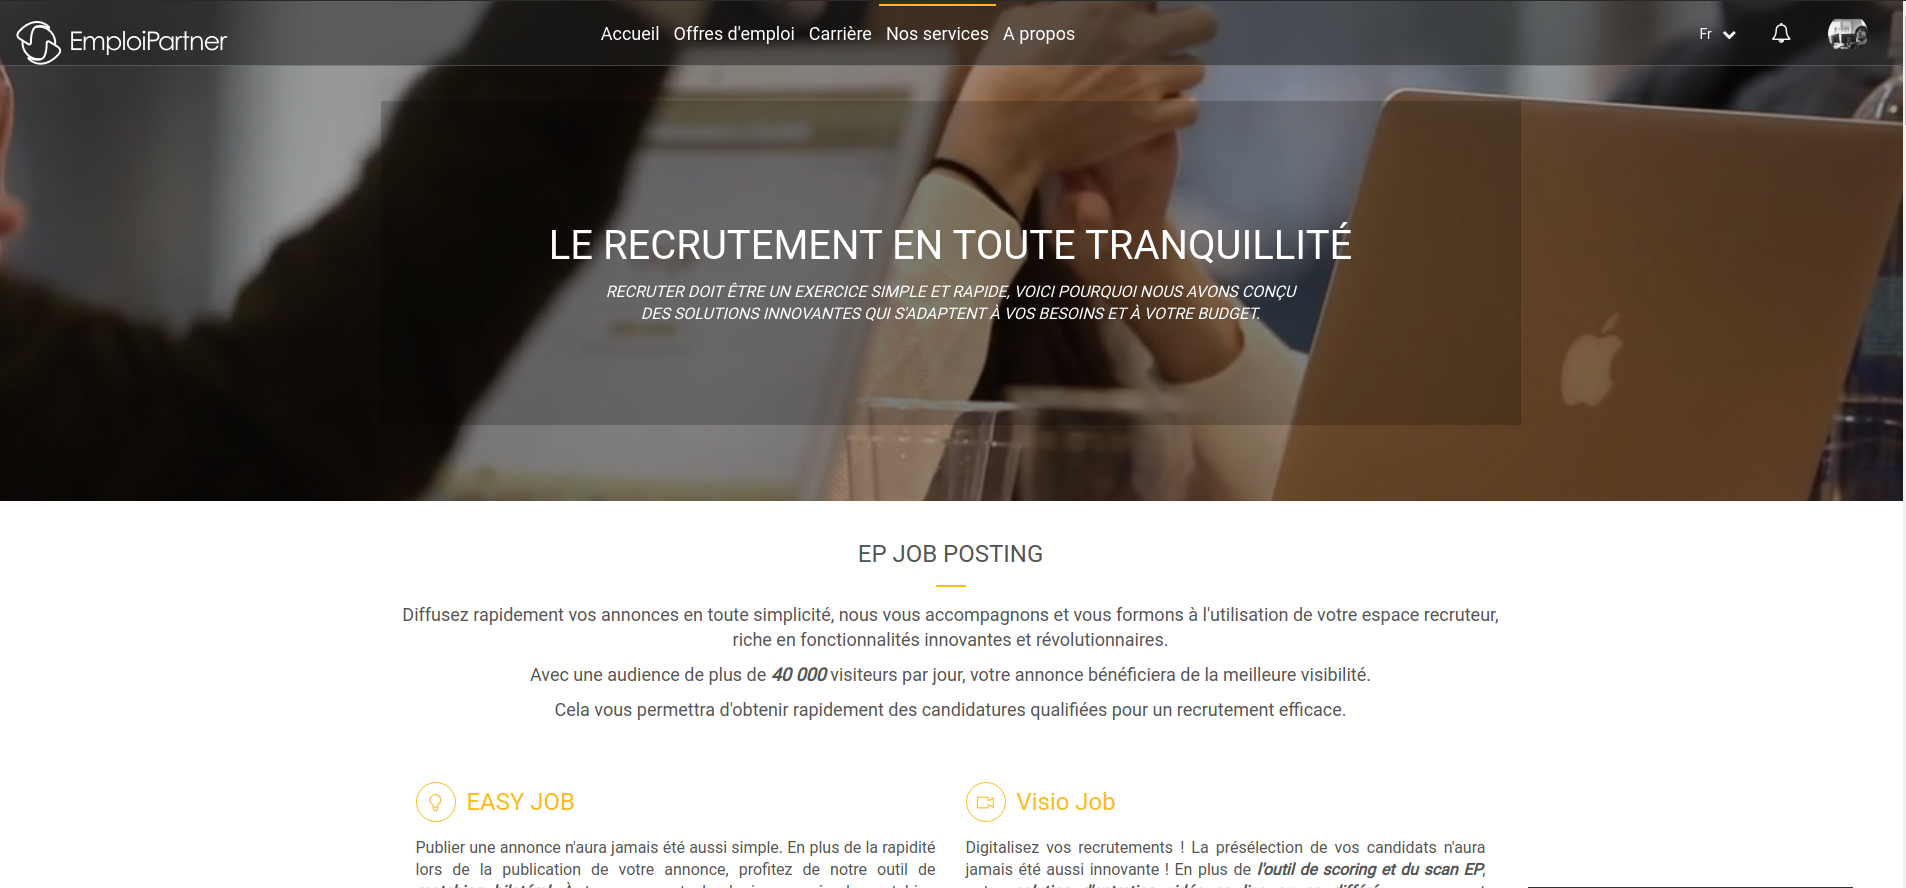 EmploiPartner
Accueil Offres d'emploi Carrière Nos services A propos
Fr
LE RECRUTEMENT EN TOUTE TRANQUILLITÉ
RECRUTER DOIT ÊTRE UN EXERCICE SIMPLE ET RAPIDE, VOICI POURQUOI NOUS AVONS CONÇU
DES SOLUTIONS INNOVANTES QUI S'ADAPTENT À VOS BESOINS ET À VOTRE BUDGET.
EP JOB POSTING
Diffusez rapidement vos annonces en toute simplicité, nous vous accompagnons et vous formons à l'utilisation de votre espace recruteur,
riche en fonctionnalités innovantes et révolutionnaires.
Avec une audience de plus de 40 000 visiteurs par jour, votre annonce bénéficiera de la meilleure visibilité.
Cela vous permettra d'obtenir rapidement des candidatures qualifiées pour un recrutement efficace.
EASY JOB
Publier une annonce n'aura jamais été aussi simple. En plus de la rapidité
lors de la publication de votre annonce, profitez de notre outil de
Visio Job
Digitalisez vos recrutements ! La présélection de vos candidats n'aura
jamais été aussi innovante ! En plus de l'outil de scoring et du scan EP,